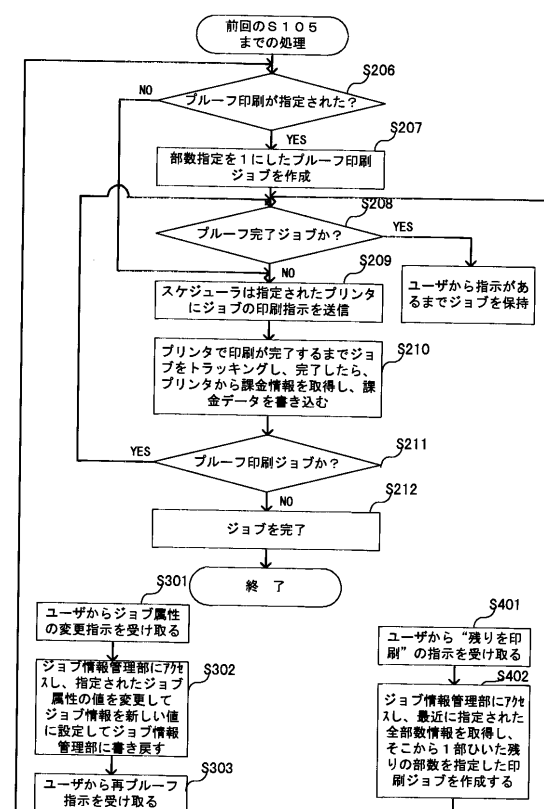 前回のS105
までの処理
S206
NO
プルーフ印刷が指定された?
S207
YES
部数指定を1にしたプルーフ印刷
ジョブを作成
S208
YES
プルーフ完了ジョブか?
NO
S209
ユーザから指示があ
るまでジョブを保持
スケジューラは指定されたプリンタ
にジョブの印刷指示を送信
S210
プリンタで印刷が完了するまでジョ
ブをトラッキングし、完了したら、
プリンタから課金情報を取得し、課
金データを書き込む
YES
S211
プルーフ印刷ジョブか?
NO
S212
ジョブを完了
終 了
S301
ユーザからジョブ属性
の変更指示を受け取る
S302
ジョブ情報管理部にアクセ
スし、指定されたジョブ
属性の値を変更して
ジョブ情報を新しい値
に設定してジョブ情報
管理部に書き戻す
S303
ユーザから再プルーフ
指示を受け取る
S401
ユーザから“残りを印
刷”の指示を受け取る
S402
ジョブ情報管理部にアクセ
スし、最近に指定された
全部数情報を取得し、
そこから1部ひいた残
りの部数を指定した印
刷ジョブを作成する